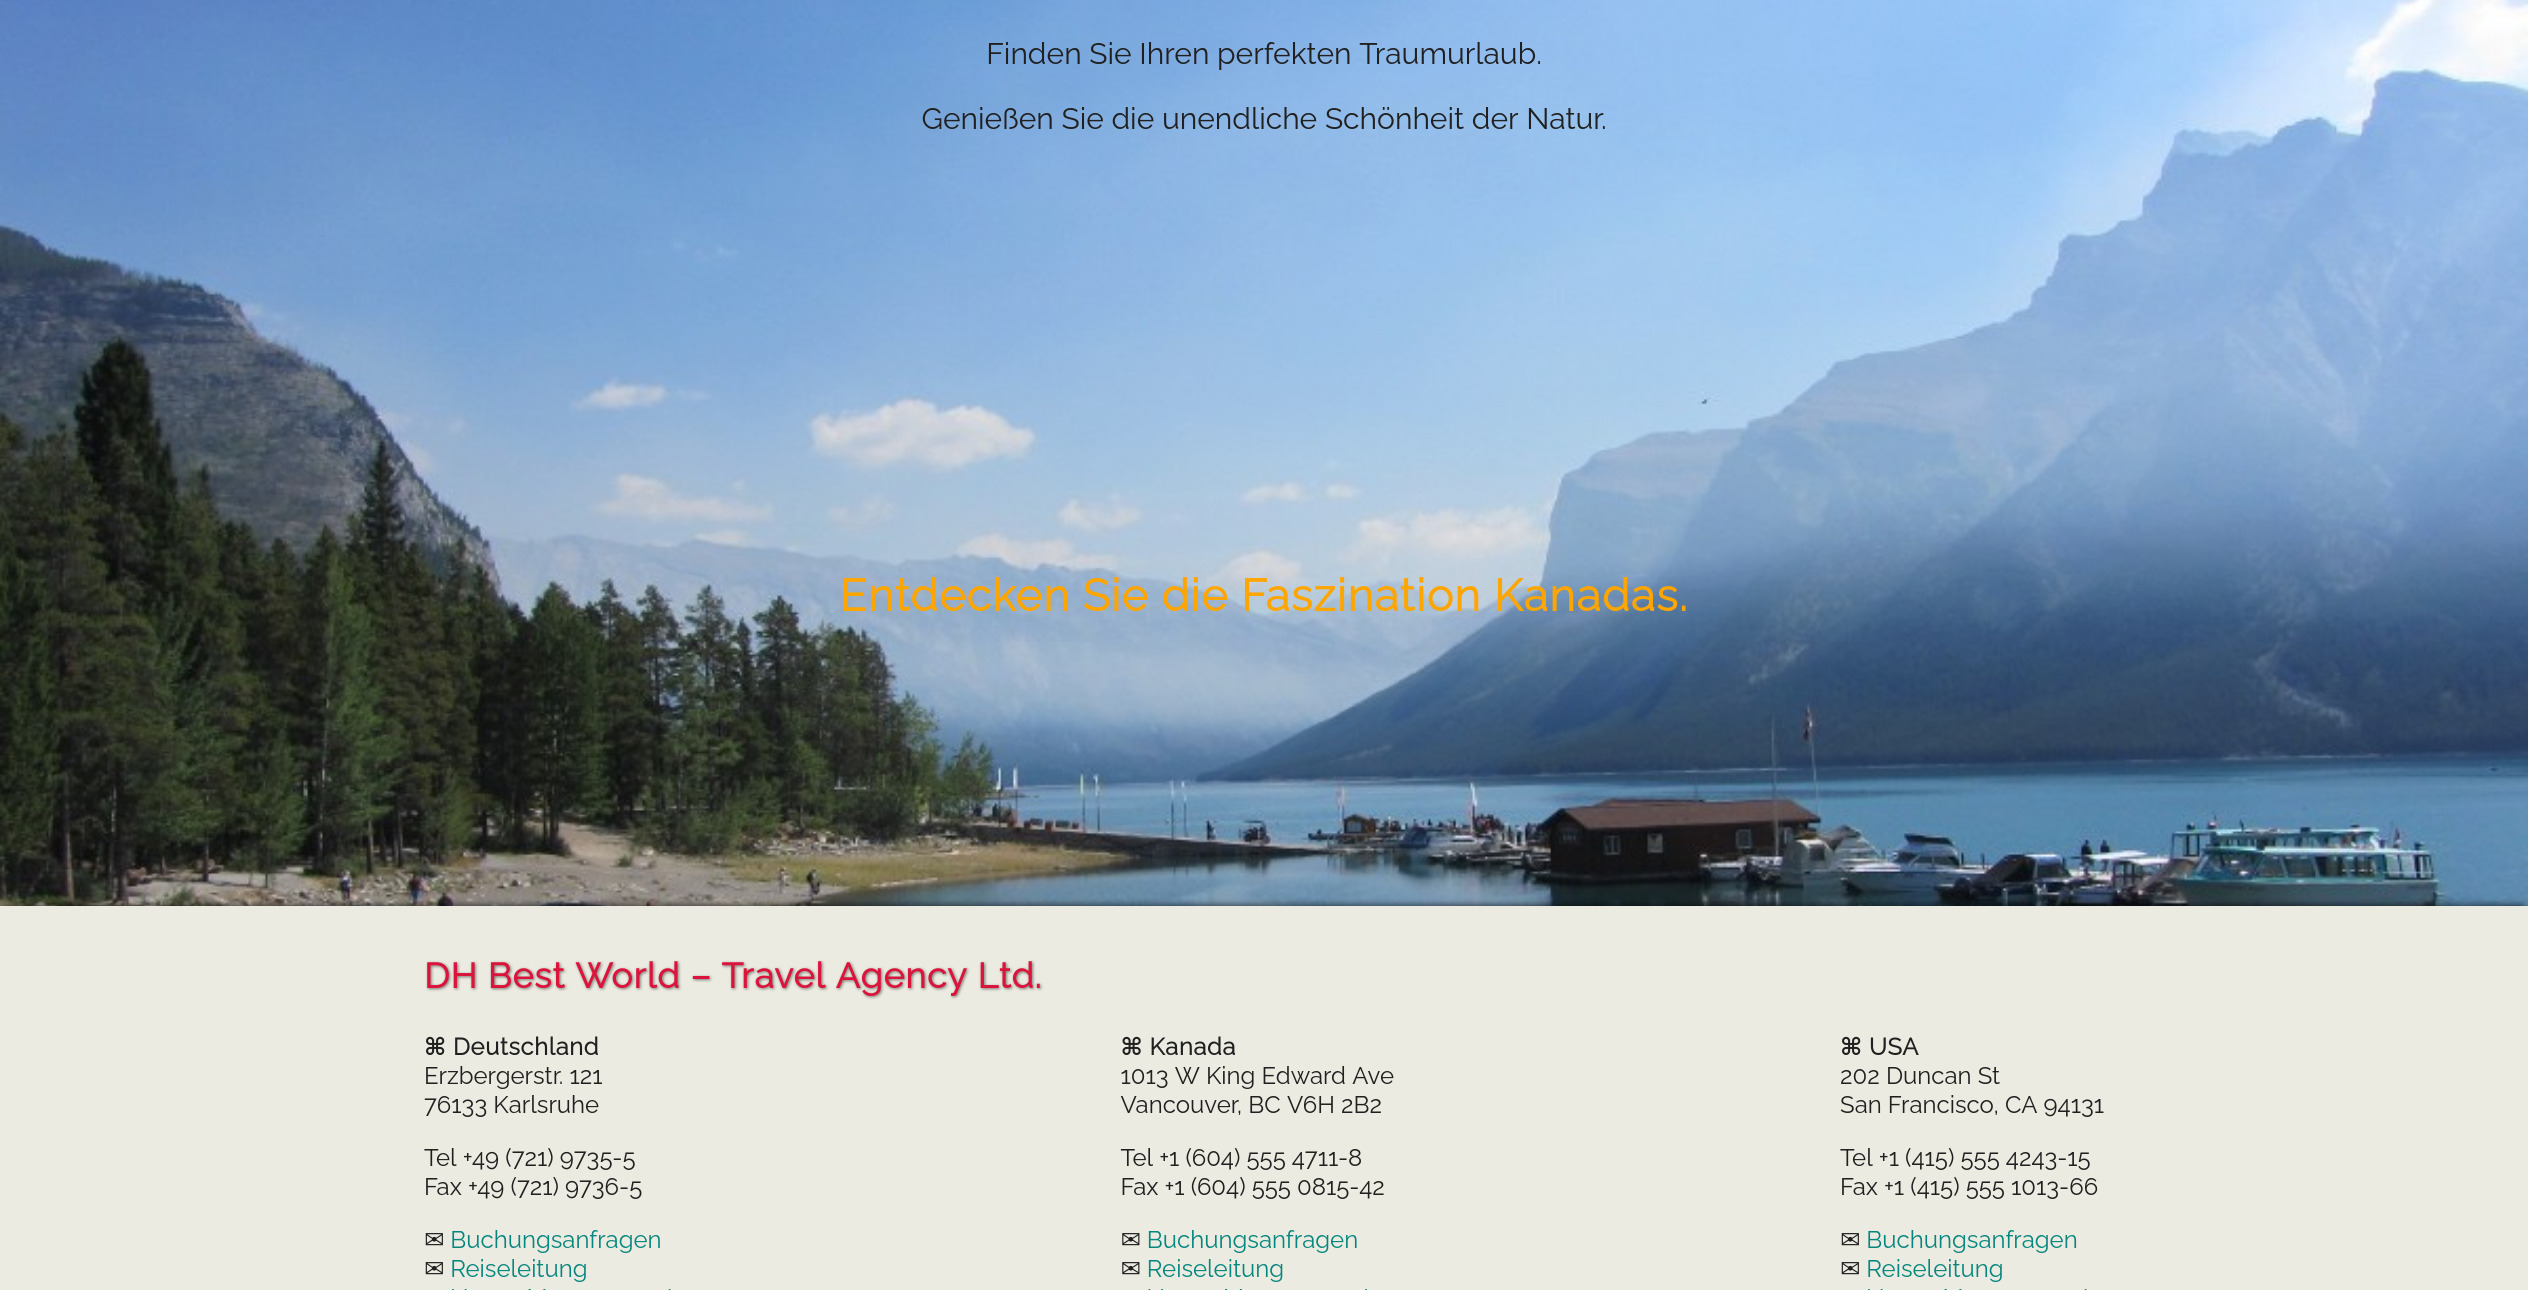 Finden Sie Ihren perfekten Traumurlaub.
Genießen Sie die unendliche Schönheit der Natur.
Entdecken Sie die Faszination Kanadas.
DH Best World – Travel Agency Ltd.
⌘ Deutschland
Erzbergerstr. 121
76133 Karlsruhe
Tel +49 (721) 9735-5
Fax +49 (721) 9736-5
✉ Buchungsanfragen
✉ Reiseleitung
⌘ Kanada
1013 W King Edward Ave
Vancouver, BC V6H 2B2
Tel +1 (604) 555 4711-8
Fax +1 (604) 555 0815-42
✉ Buchungsanfragen
✉ Reiseleitung
⌘ USA
202 Duncan St
San Francisco, CA 94131
Tel +1 (415) 555 4243-15
Fax +1 (415) 555 1013-66
✉ Buchungsanfragen
✉ Reiseleitung